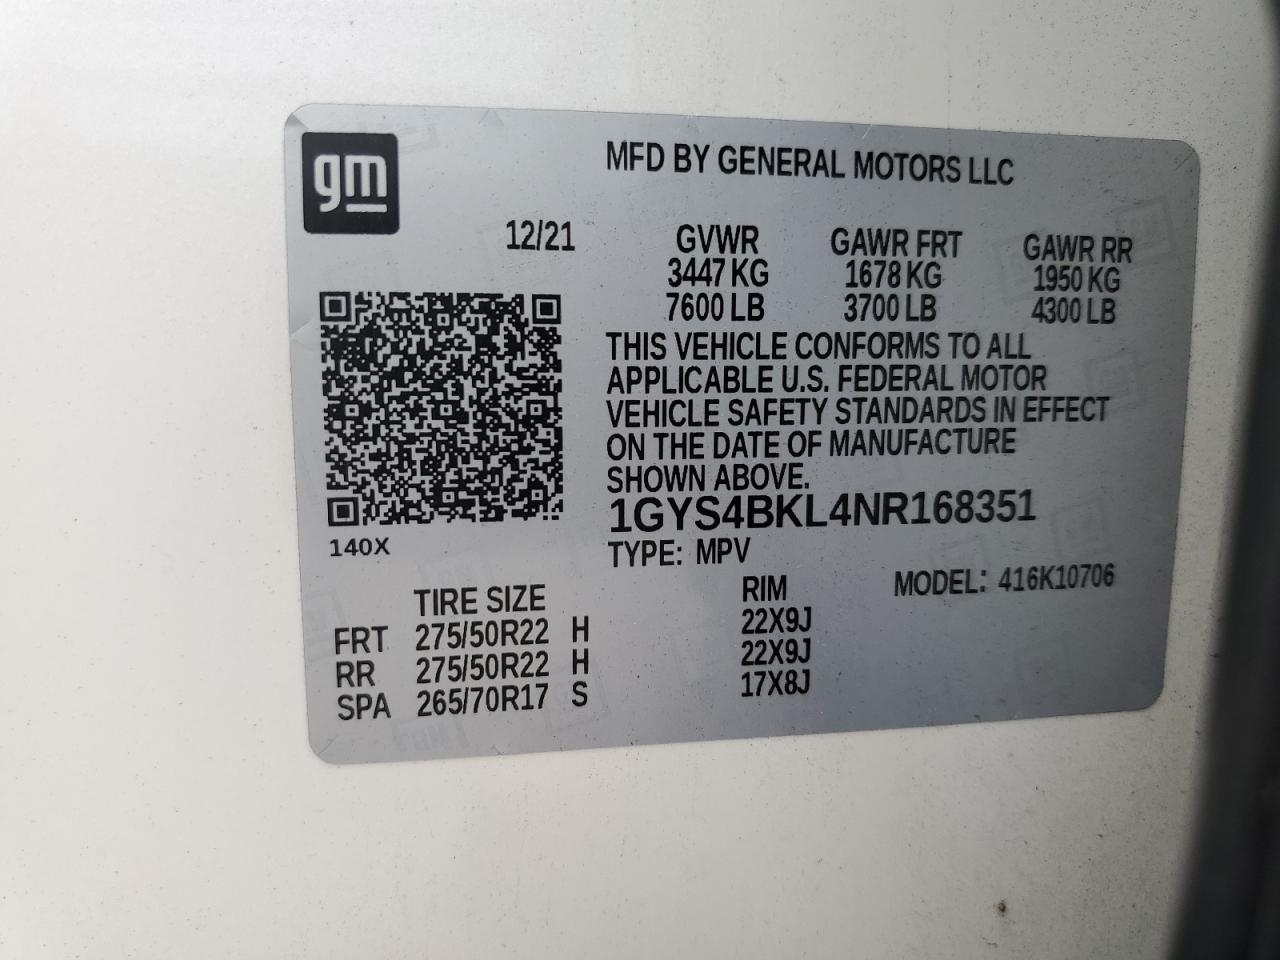 gm
MFD BY GENERAL MOTORS LLC
12/21 GVWR GAWR FRT GAWR RR
3447 KG 1678 KG 1950 KG
7600 LB 3700 LB 4300 LB
THIS VEHICLE CONFORMS TO ALL
APPLICABLE U.S. FEDERAL MOTOR
VEHICLE SAFETY STANDARDS IN EFFECT
ON THE DATE OF MANUFACTURE
SHOWN ABOVE.
1GYS4BKL4NR168351
140X
TYPE: MPV
MODEL: 416K10706
TIRE SIZE RIM
FRT 275/50R22 H 22X9J
RR 275/50R22 H 22X9J
SPA 265/70R17 S 17X8J